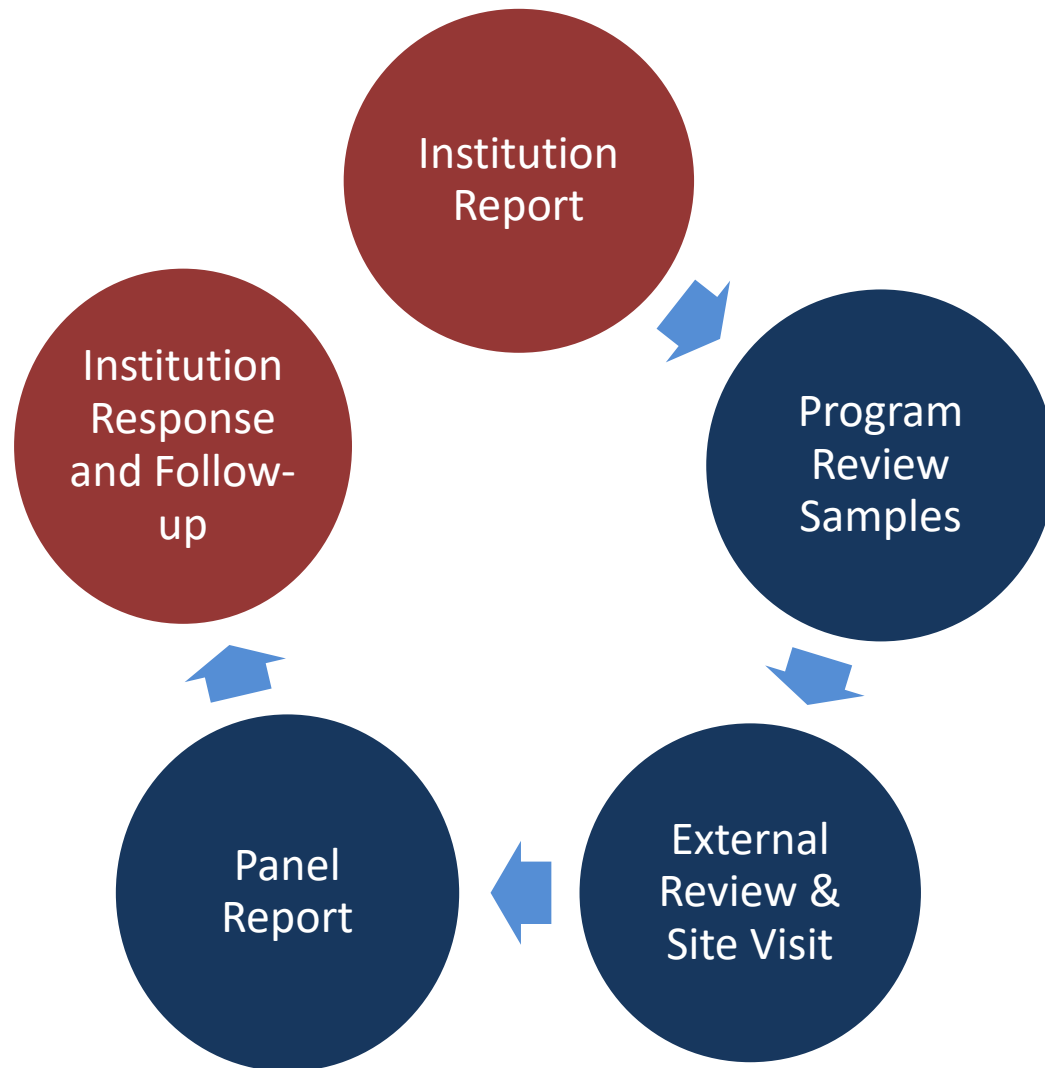 Institution
Report
Program
Review
Samples
External
Review &
Site Visit
Panel
Report
Institution
Response
and Follow-
up